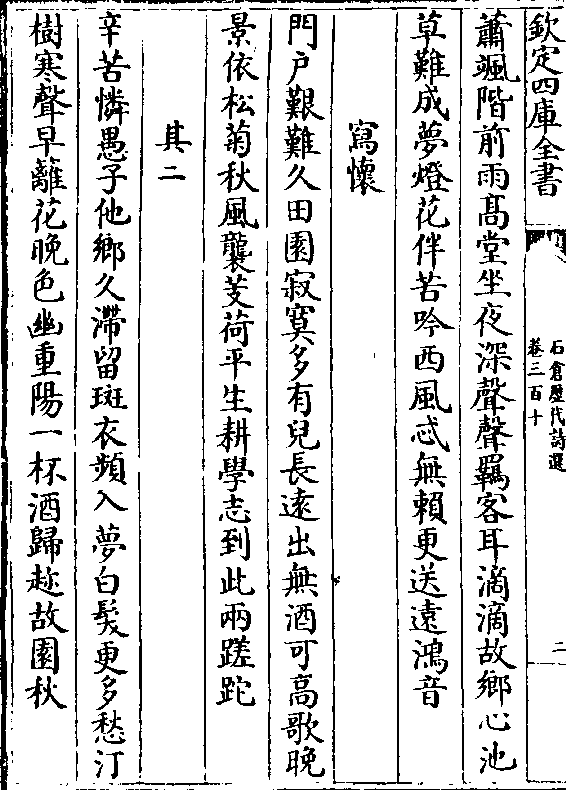 欽定四庫全書
石倉歷代詩選
卷三百十
二
蕭颯階前雨髙堂坐夜深聲聲羈客耳滴滴故鄉心池
草難成夢燈花伴苦吟西風忒無賴更送遠鴻音
寫懷
門户艱難久田園寂寞多有兒長遠出無酒可高歌晚
景依松菊秋風襲芰荷平生耕學志到此兩蹉跎
其二
辛苦憐愚子他鄉久滯留斑衣頻入夢白髮更多愁汀
樹寒聲早籬花晚色幽重陽一杯酒歸趂故園秋